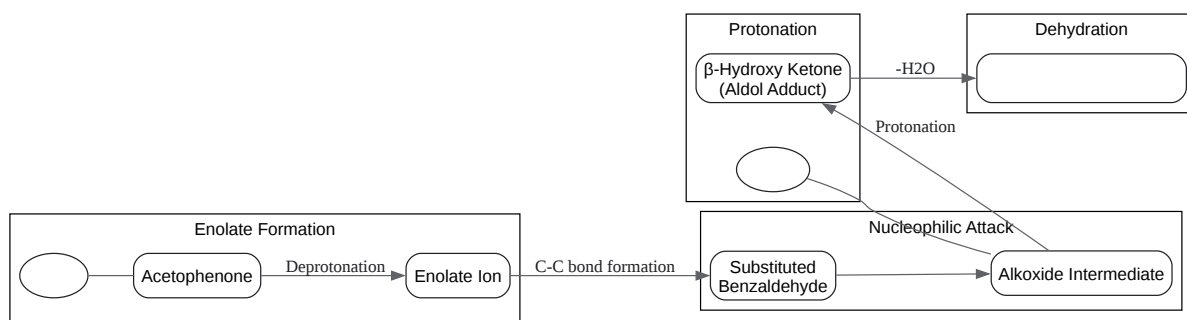 Protonation
Dehydration
β-Hydroxy Ketone
(Aldol Adduct)
-H2O
Protonation
Enolate Formation
Nucleophilic Attack
Acetophenone
Deprotonation
Enolate Ion
C-C bond formation
Substituted
Benzaldehyde
Alkoxide Intermediate